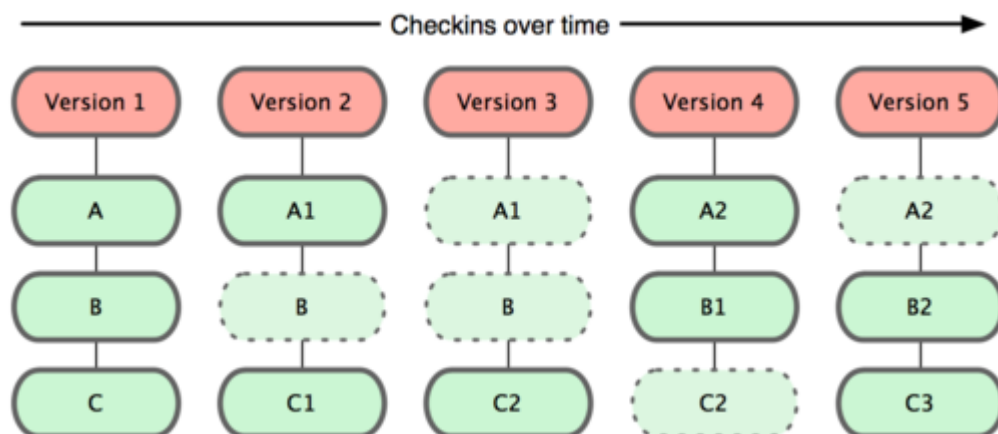 Checkins over time
Version 1 Version 2 Version 3 Version 4 Version 5
A A1 A1 A2 A2
B B B B1 B2
C C1 C2 C2 C3